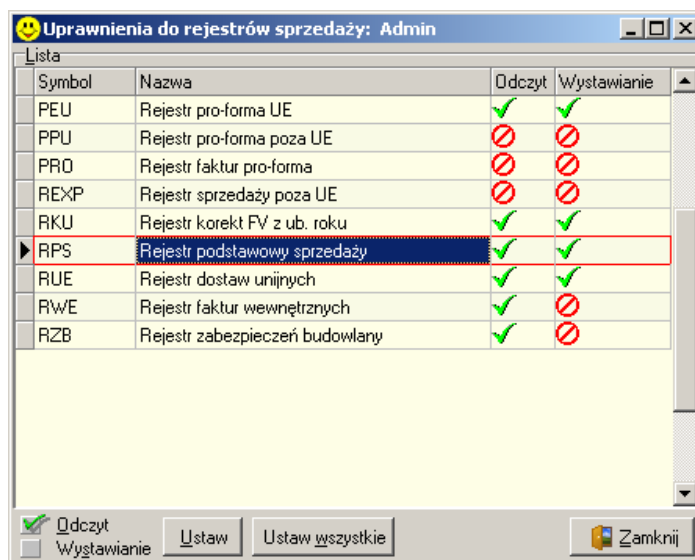 Uprawnienia do rejestrów sprzedaży: Admin
Lista
Symbol Nazwa Odczyt Wystawianie
PEU Rejestr pro-forma UE
PPU Rejestr pro-forma poza UE
PRO Rejestr faktur pro-forma
REXP Rejestr sprzedaży poza UE
RKU Rejestr korekt FV z ub. roku
RPS Rejestr podstawowy sprzedaży
RUE Rejestr dostaw unijnych
RWE Rejestr faktur wewnętrznych
RZB Rejestr zabezpieczeń budowlany
Odczyt
Wystawianie
Ustaw
Ustaw wszystkie
Zamknij